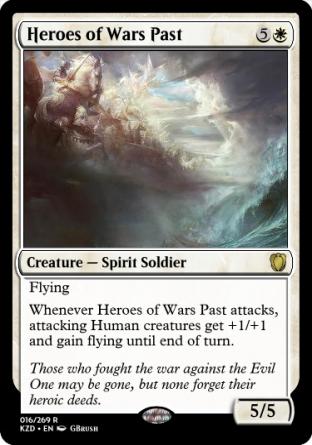 Heroes of Wars Past 5
Creature — Spirit Soldier
Flying
Whenever Heroes of Wars Past attacks,
attacking Human creatures get +1/+1
and gain flying until end of turn.
Those who fought the war against the Evil
One may be gone, but none forget their
heroic deeds.
016/269 R
KZD • EN GBrush
5/5